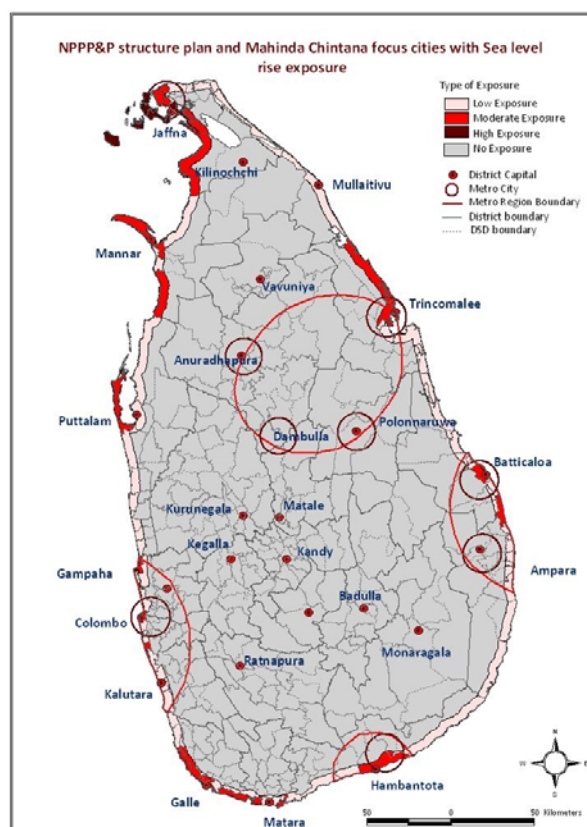 NPPP&P structure plan and Mahinda Chintana focus cities with Sea level
rise exposure
Type of Exposure
Low Exposure
Moderate Exposure
High Exposure
No Exposure
District Capital
Metro City
Metro Region Boundary
District boundary
DSD boundary
Jaffna
Kilinochchi
Mullaitivu
Mannar
Vavuniya
Trincomalee
Anuradhapura
Puttalam
Dambulla
Polonnaruwa
Batticaloa
Kurunegala
Matale
Kegalla
Kandy
Gampaha
Ampara
Badulla
Colombo
Monaragala
Ratnapura
Kalutara
N
W
E
S
Hambantota
Galle
Matara
50
0
50 Kilometers